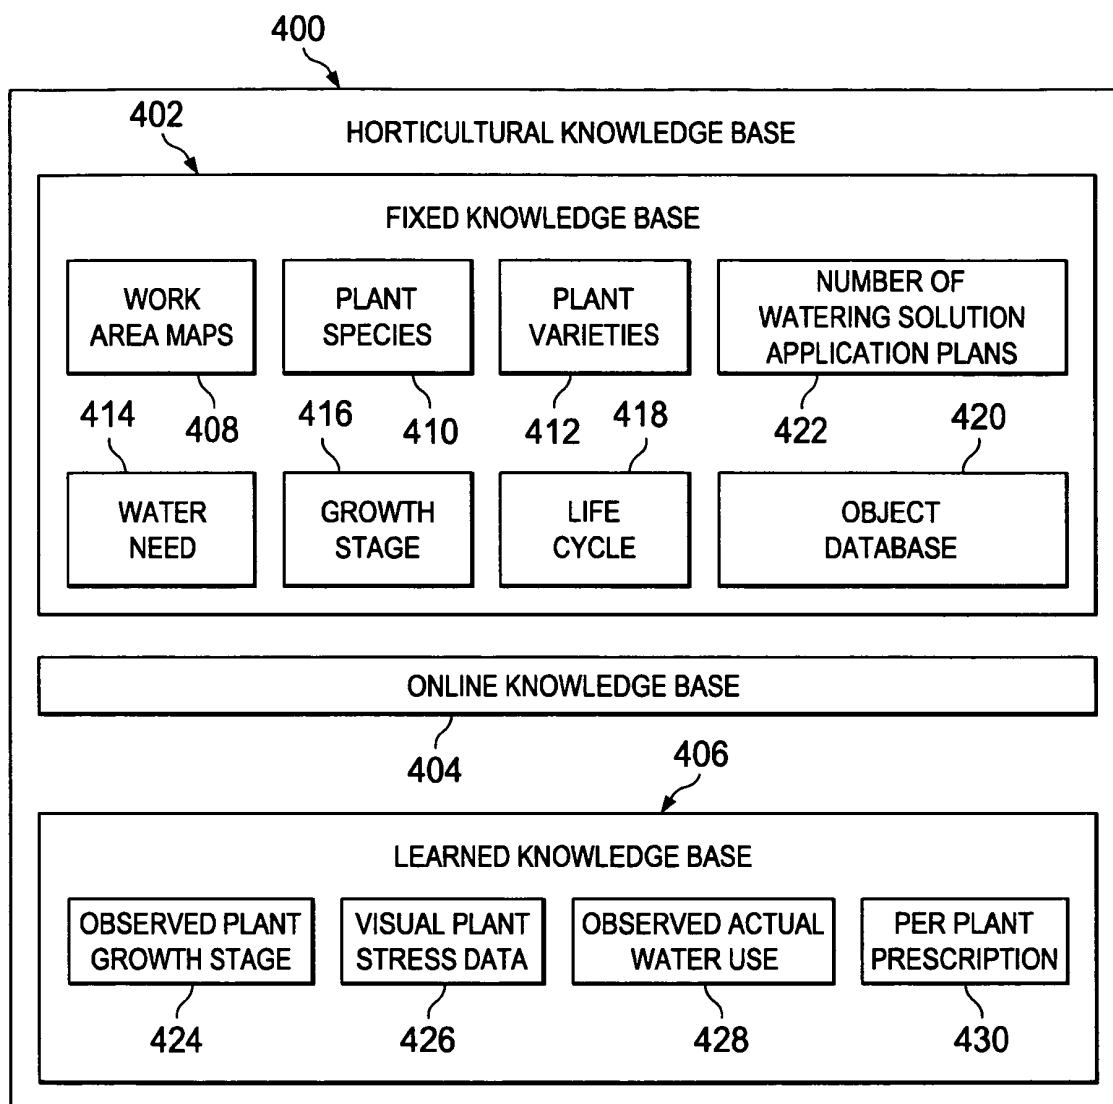 400
402
HORTICULTURAL KNOWLEDGE BASE
FIXED KNOWLEDGE BASE
WORK
AREA MAPS
PLANT
SPECIES
PLANT
VARIETIES
NUMBER OF
WATERING SOLUTION
APPLICATION PLANS
414
408
416
410
412
418
422
420
WATER
NEED
GROWTH
STAGE
LIFE
CYCLE
OBJECT
DATABASE
ONLINE KNOWLEDGE BASE
404
406
LEARNED KNOWLEDGE BASE
OBSERVED PLANT
GROWTH STAGE
VISUAL PLANT
STRESS DATA
OBSERVED ACTUAL
WATER USE
PER PLANT
PRESCRIPTION
424
426
428
430